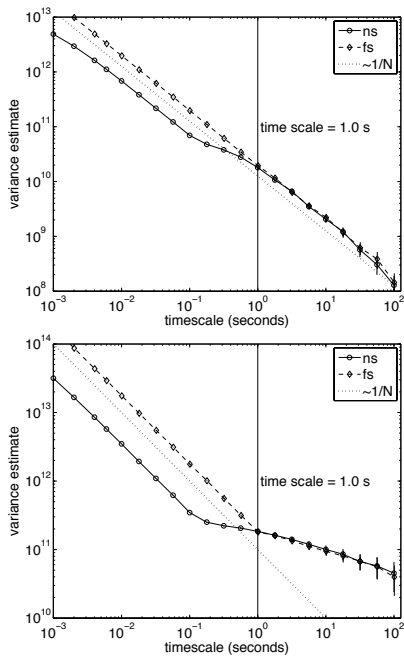 10^13
10^12
10^11
10^10
10^9
10^8
variance estimate
ns
fs
~1/N
time scale = 1.0 s
10^−3
10^−2
10^−1
10^0
10^1
10^2
timescale (seconds)
10^14
10^13
10^12
10^11
10^10
variance estimate
ns
fs
~1/N
time scale = 1.0 s
10^−3
10^−2
10^−1
10^0
10^1
10^2
timescale (seconds)